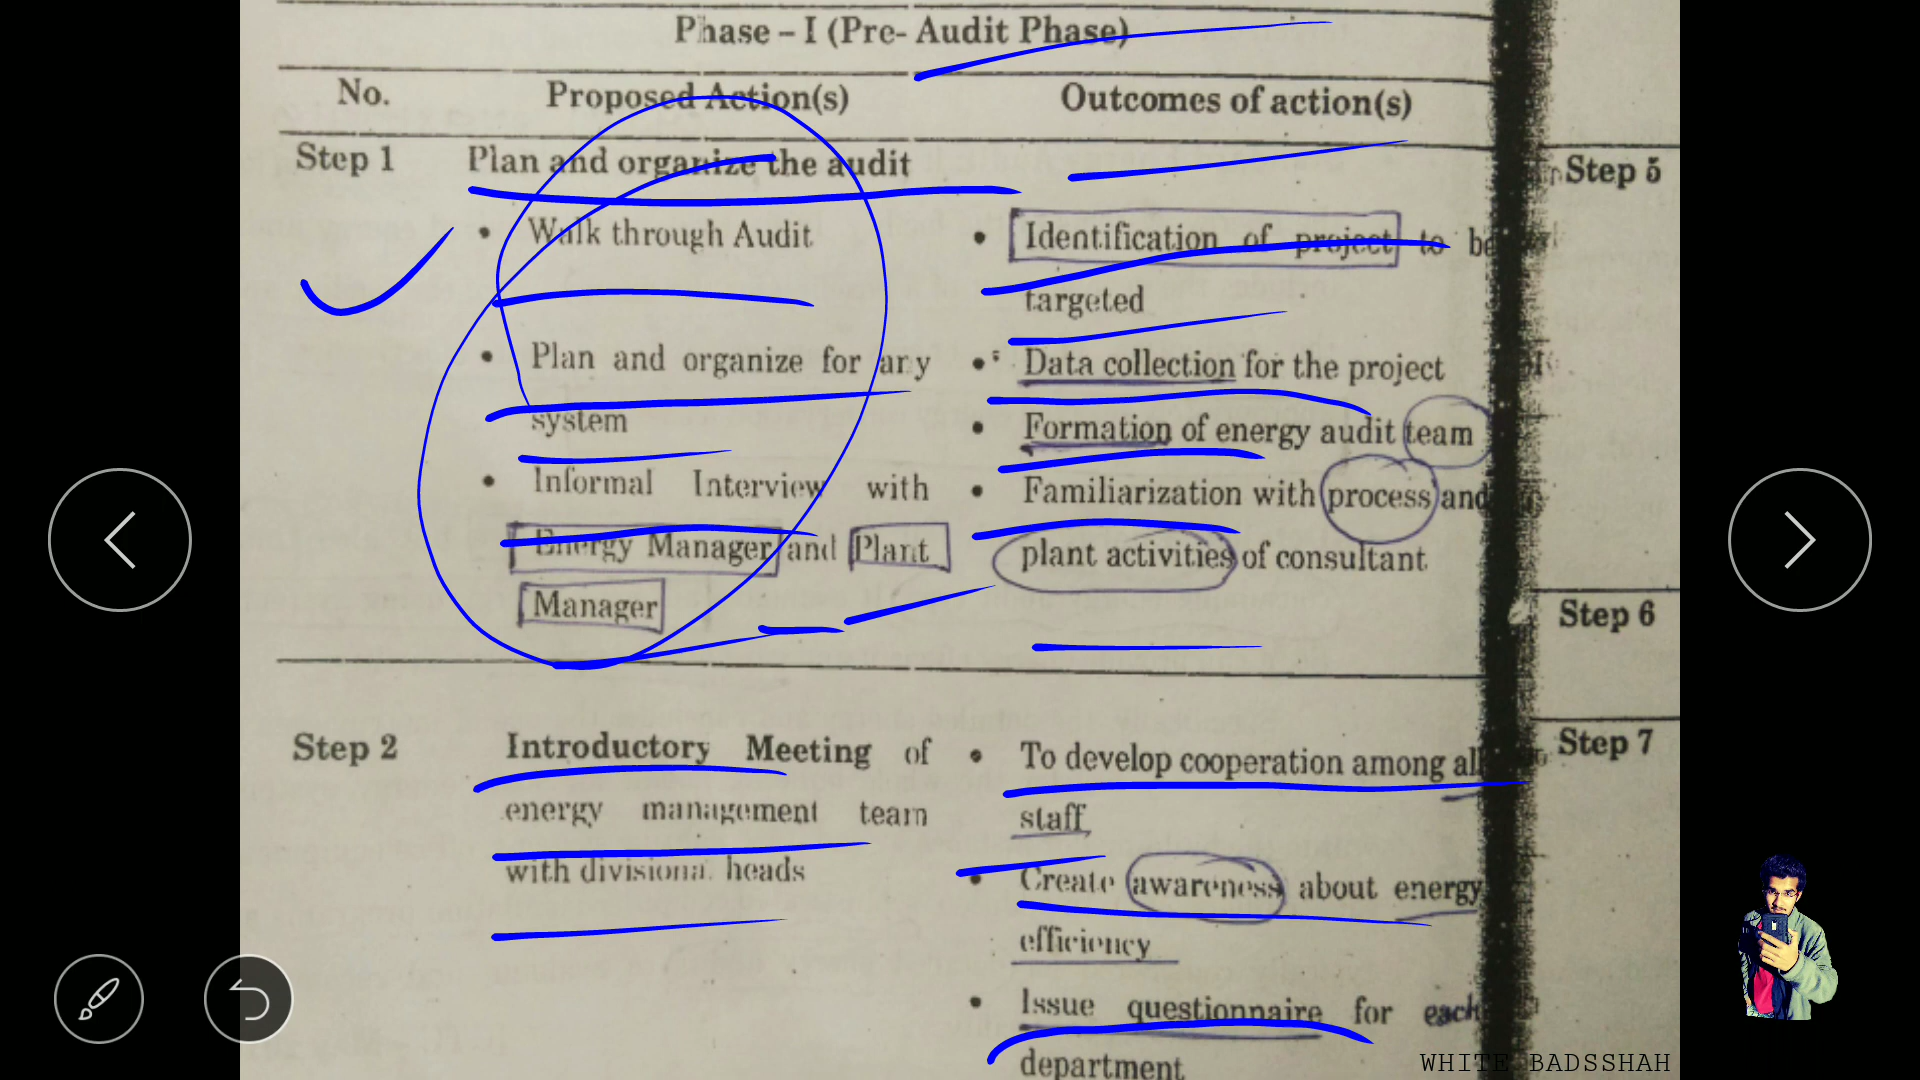 Phase – I (Pre- Audit Phase)
No. Proposed Action(s) Outcomes of action(s)
Step 1 Plan and organize the audit
• Walk through Audit
• Plan and organize for any
system
• Informal Interview with
Energy Manager and Plant
Manager
• Identification of project to be
targeted
• Data collection for the project
• Formation of energy audit team
• Familiarization with process and
plant activities of consultant
Step 2 Introductory Meeting of
energy management team
with divisional heads
• To develop cooperation among all
staff
• Create awareness about energy
efficiency
• Issue questionnaire for each
department
Step 5
Step 6
Step 7
WHITE BADSSHAH